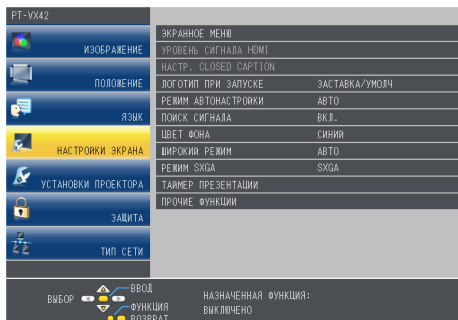 PT-VX42
ИЗОБРАЖЕНИЕ
ПОЛОЖЕНИЕ
ЯЗЫК
НАСТРОЙКИ ЭКРАНА
УСТАНОВКИ ПРОЕКТОРА
ЗАЩИТА
ТИП СЕТИ
ЭКРАННОЕ МЕНЮ
УРОВЕНЬ СИГНАЛА HDMI
НАСТР. CLOSED CAPTION
ЛОГОТИП ПРИ ЗАПУСКЕ ЗАСТАВКА/УМОЛЧ
РЕЖИМ АВТОНАСТРОЙКИ АВТО
ПОИСК СИГНАЛА ВКЛ.
ЦВЕТ ФОНА СИНИЙ
ШИРОКИЙ РЕЖИМ АВТО
РЕЖИМ SXGA SXGA
ТАЙМЕР ПРЕЗЕНТАЦИИ
ПРОЧИЕ ФУНКЦИИ
ВЫБОР
ВВОД
ФУНКЦИЯ
ВОЗВРАТ
НАЗНАЧЕННАЯ ФУНКЦИЯ:
ВЫКЛЮЧЕНО